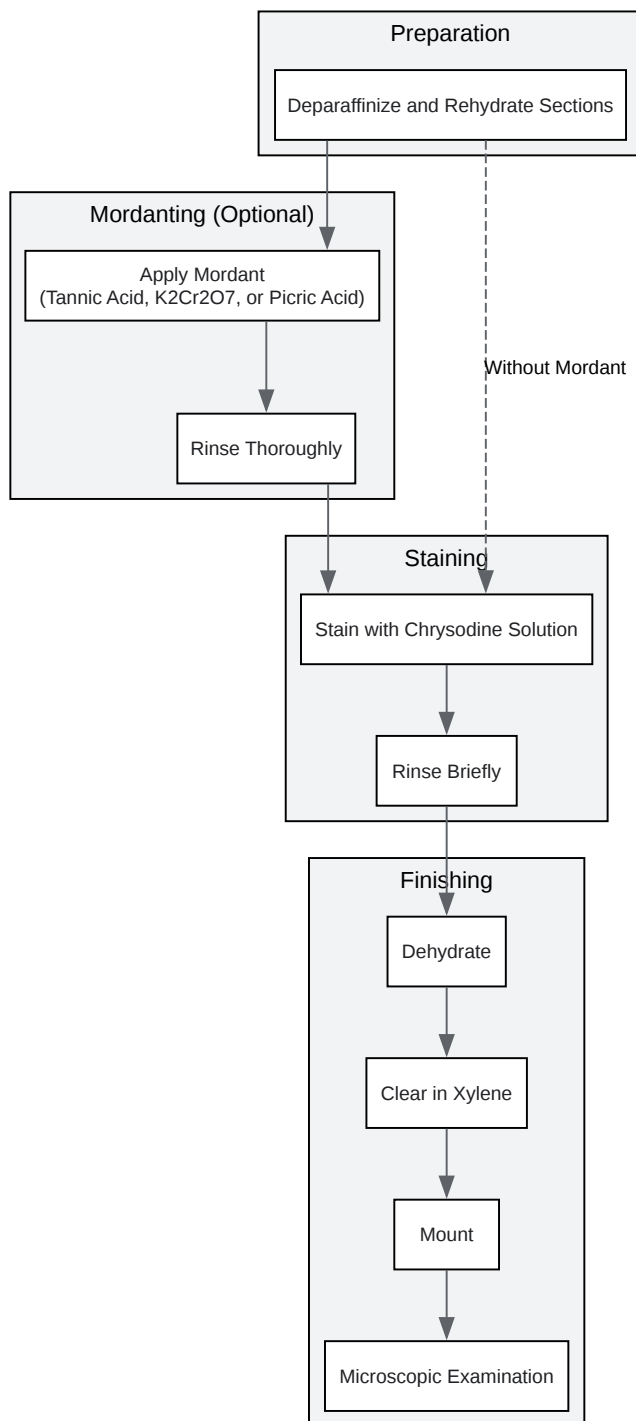 Preparation
Deparaffinize and Rehydrate Sections
Mordanting (Optional)
Apply Mordant
(Tannic Acid, K2Cr2O7, or Picric Acid)
Without Mordant
Rinse Thoroughly
Staining
Stain with Chrysodine Solution
Rinse Briefly
Finishing
Dehydrate
Clear in Xylene
Mount
Microscopic Examination